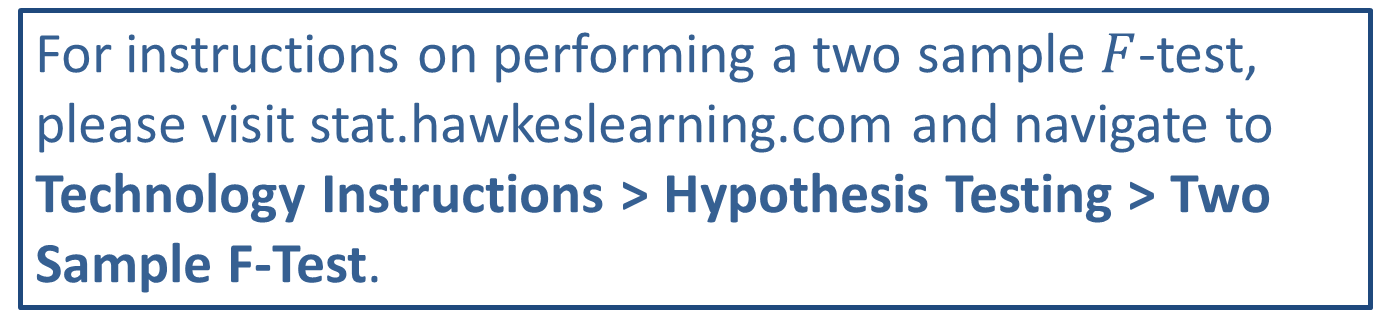 For instructions on performing a two sample F-test,
please visit stat.hawkeslearning.com and navigate to
Technology Instructions > Hypothesis Testing > Two
Sample F-Test.